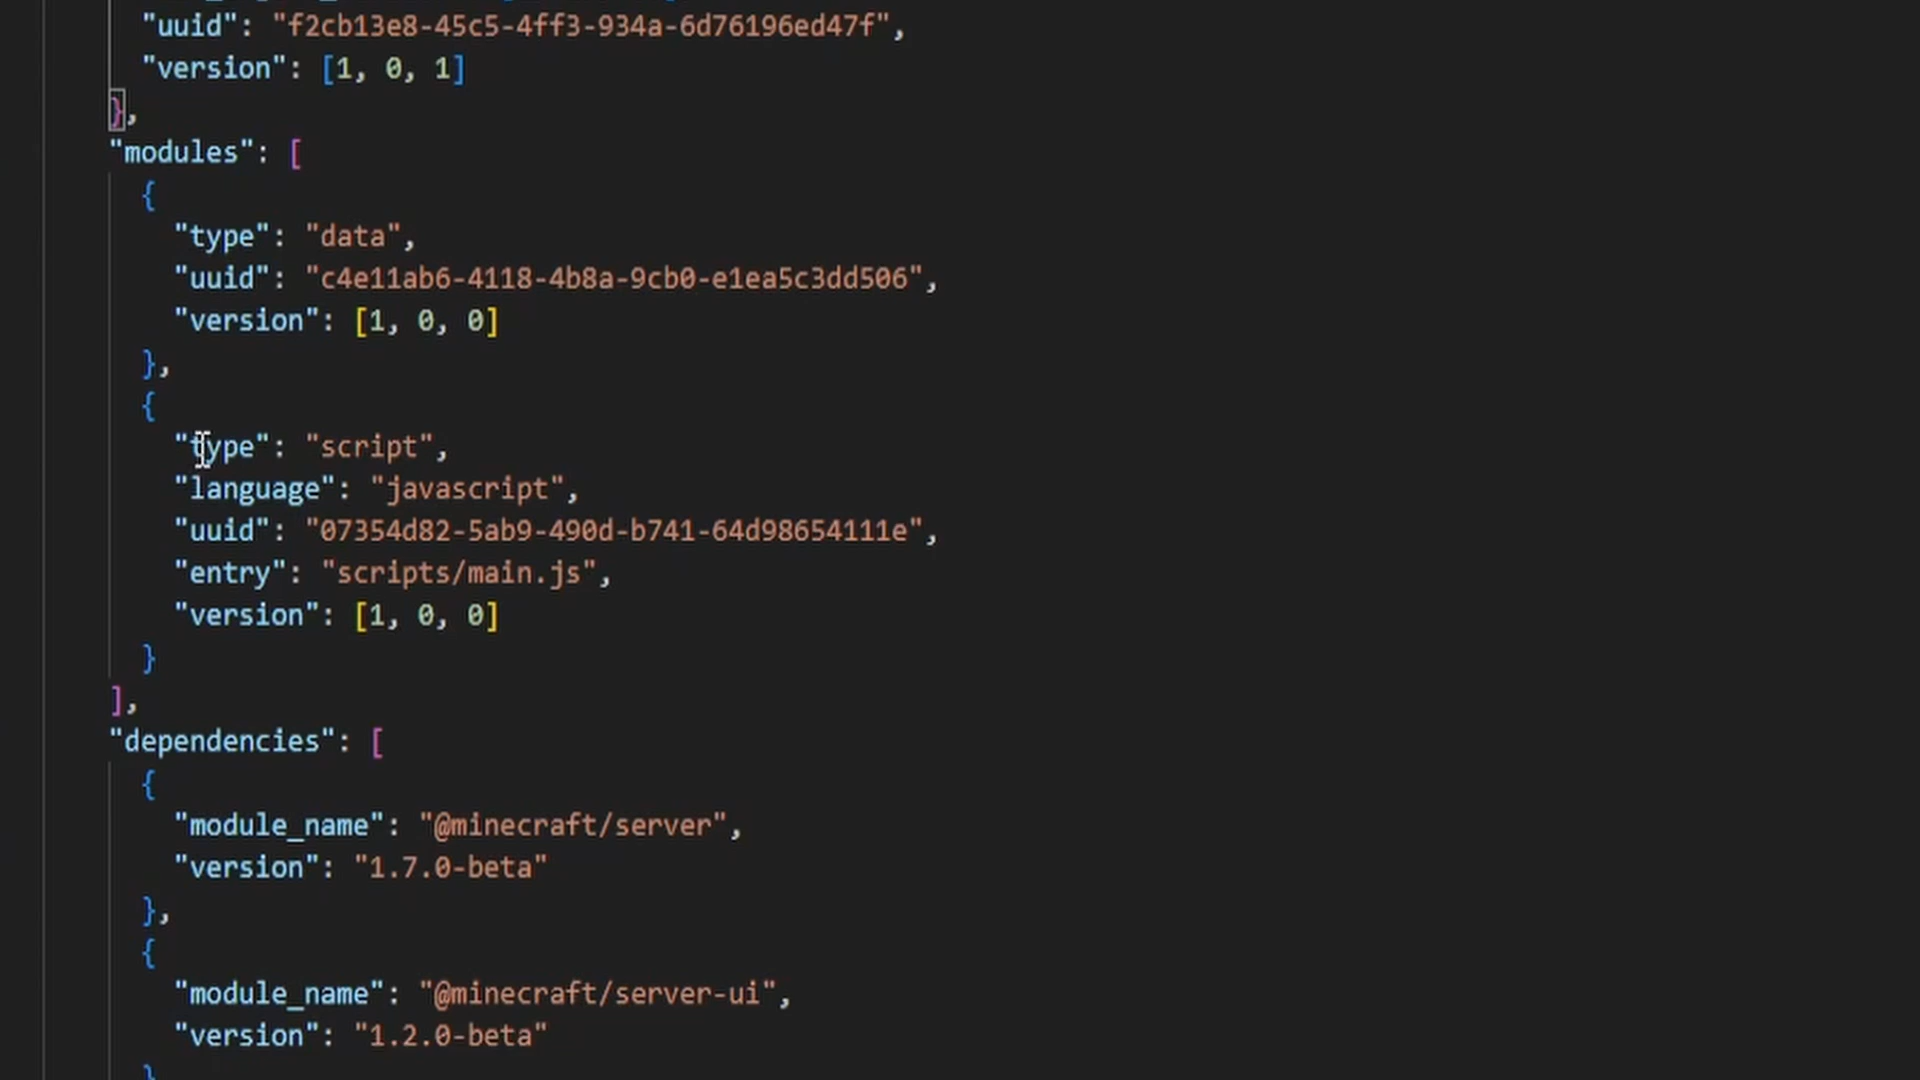 "uuid": "f2cb13e8-45c5-4ff3-934a-6d76196ed47f",
"version": [1, 0, 1]
},
"modules": [
{
"type": "data",
"uuid": "c4e11ab6-4118-4b8a-9cb0-e1ea5c3dd506",
"version": [1, 0, 0]
},
{
"type": "script",
"language": "javascript",
"uuid": "07354d82-5ab9-490d-b741-64d98654111e",
"entry": "scripts/main.js",
"version": [1, 0, 0]
}
],
"dependencies": [
{
"module_name": "@minecraft/server",
"version": "1.7.0-beta"
},
{
"module_name": "@minecraft/server-ui",
"version": "1.2.0-beta"
}